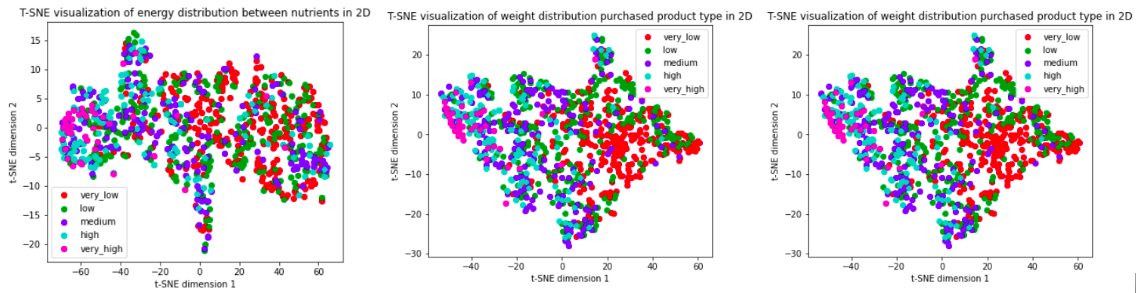 T-SNE visualization of energy distribution between nutrients in 2D
15
10
5
0
−5
−10
−15
−20
t-SNE dimension 2
very_low
low
medium
high
very_high
−60 −40 −20 0 20 40 60
t-SNE dimension 1
T-SNE visualization of weight distribution purchased product type in 2D
very_low
low
medium
high
very_high
20
10
0
−10
−20
−30
t-SNE dimension 2
−40 −20 0 20 40 60
t-SNE dimension 1
T-SNE visualization of weight distribution purchased product type in 2D
very_low
low
medium
high
very_high
20
10
0
−10
−20
−30
t-SNE dimension 2
−40 −20 0 20 40 60
t-SNE dimension 1